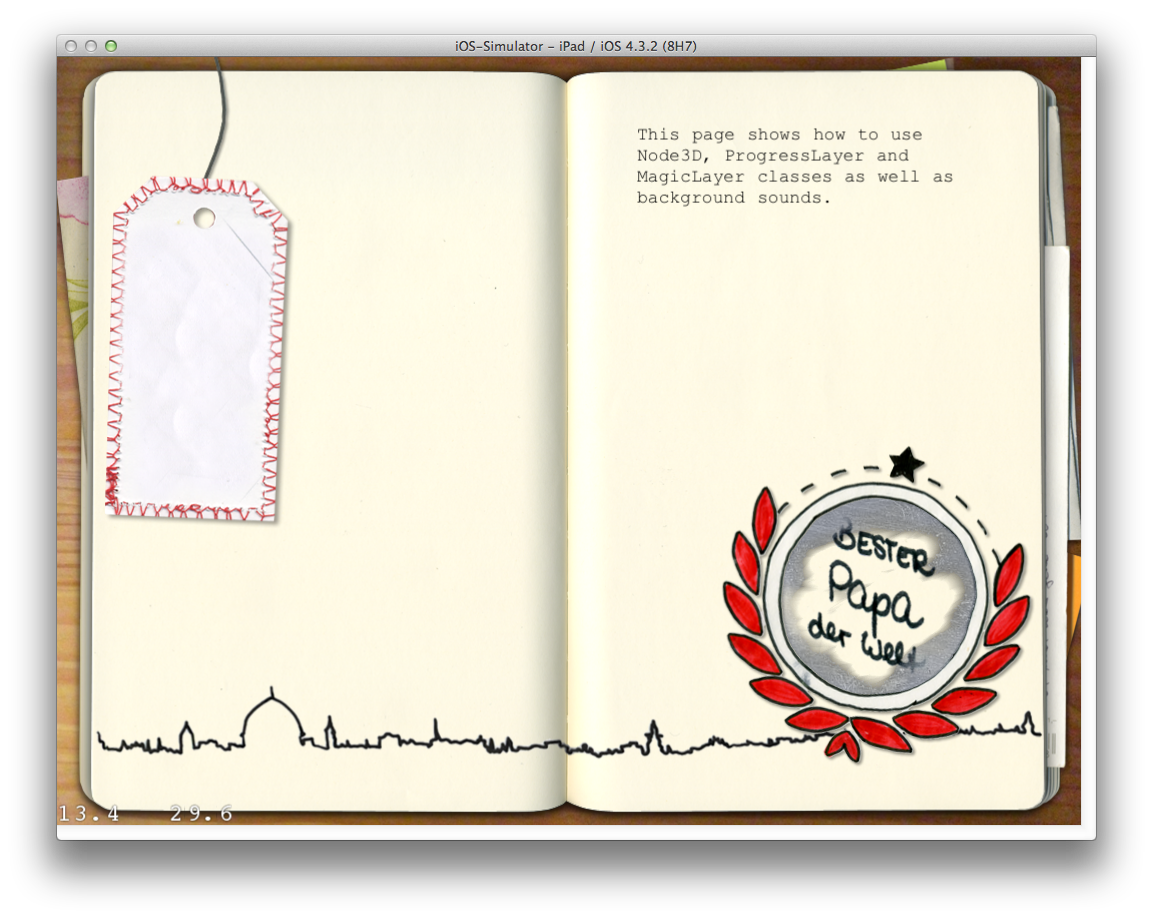 iOS-Simulator – iPad / iOS 4.3.2 (8H7)
This page shows how to use
Node3D, ProgressLayer and
MagicLayer classes as well as
background sounds.
BESTER
Papa
der Welt
13.4 29.6